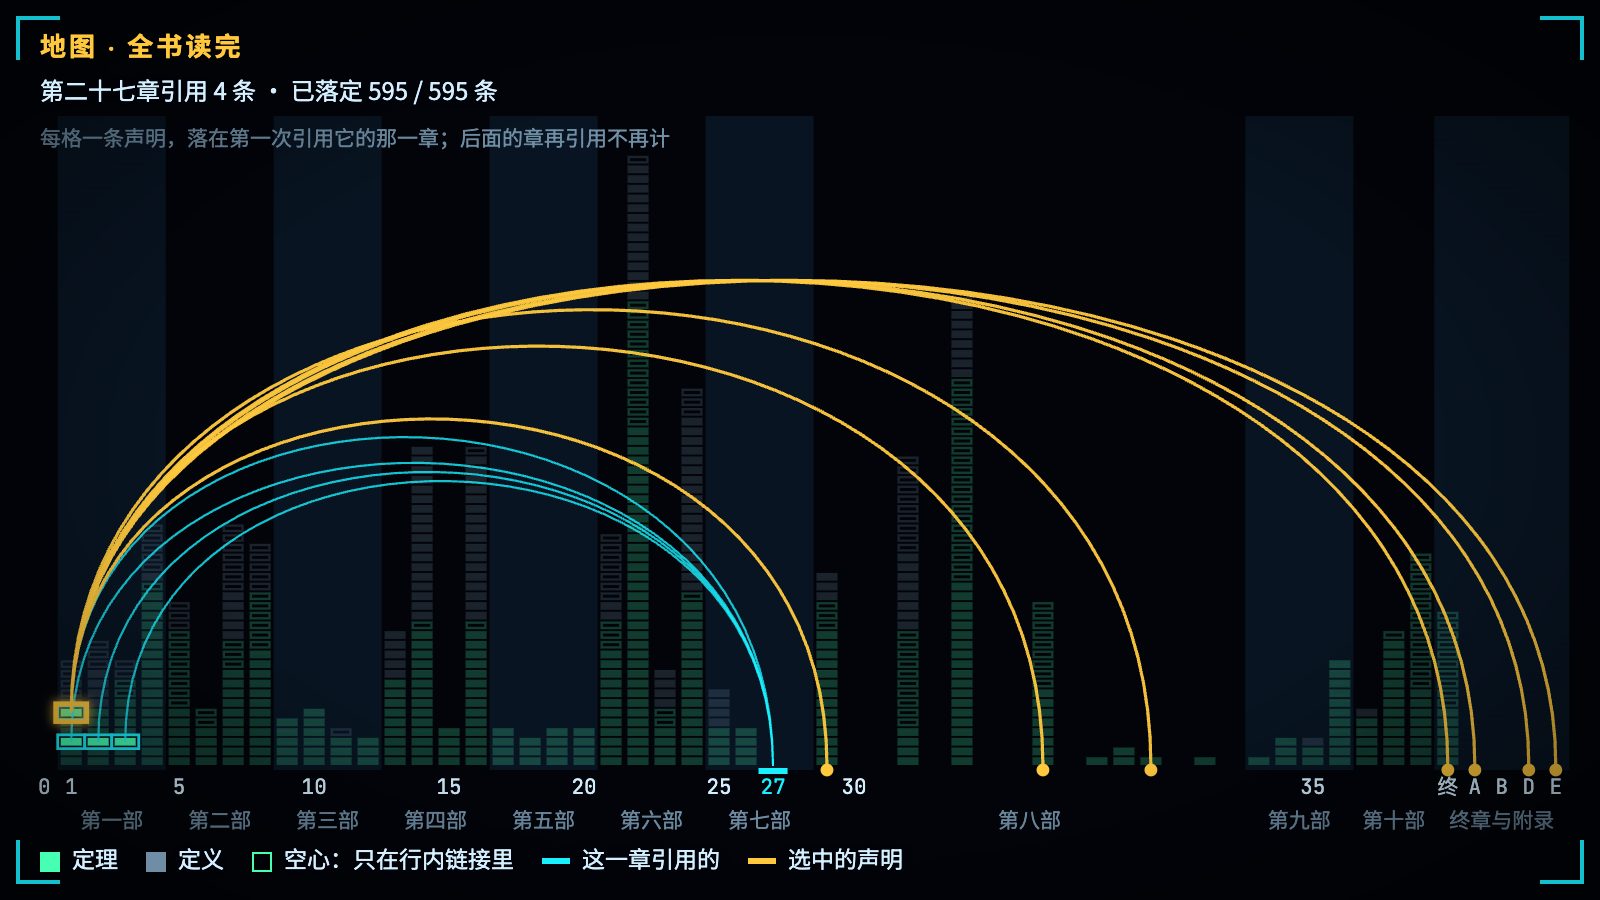 地图 · 全书读完
第二十七章引用 4 条 · 已落定 595 / 595 条
每格一条声明，落在第一次引用它的那一章；后面的章再引用不再计
0 1 5 10 15 20 25 27 30 35 终 A B D E
第一部 第二部 第三部 第四部 第五部 第六部 第七部 第八部 第九部 第十部 终章与附录
定理 定义 空心：只在行内链接里 这一章引用的 选中的声明